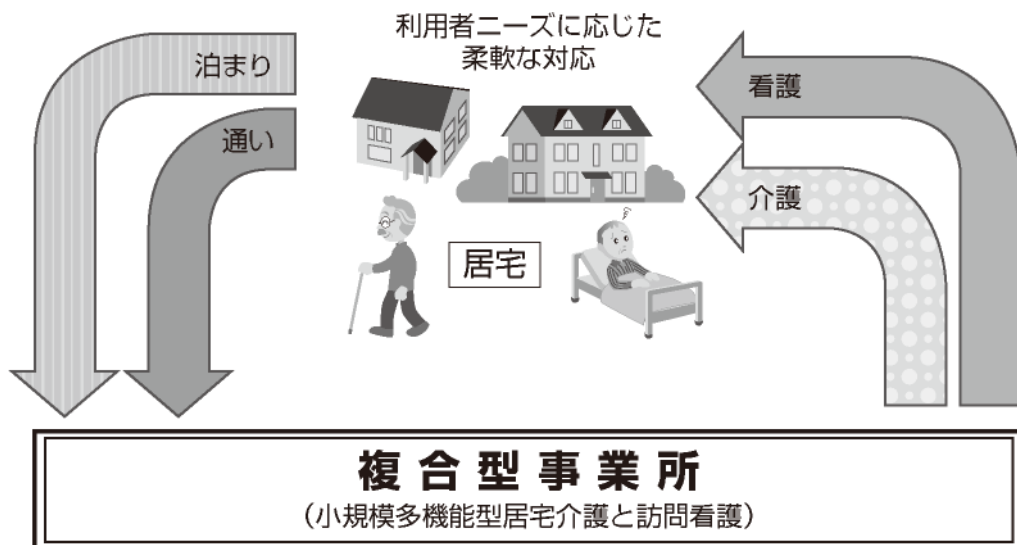 利用者ニーズに応じた
柔軟な対応
泊まり
通い
看護
介護
居宅
複合型事業所
(小規模多機能型居宅介護と訪問看護)